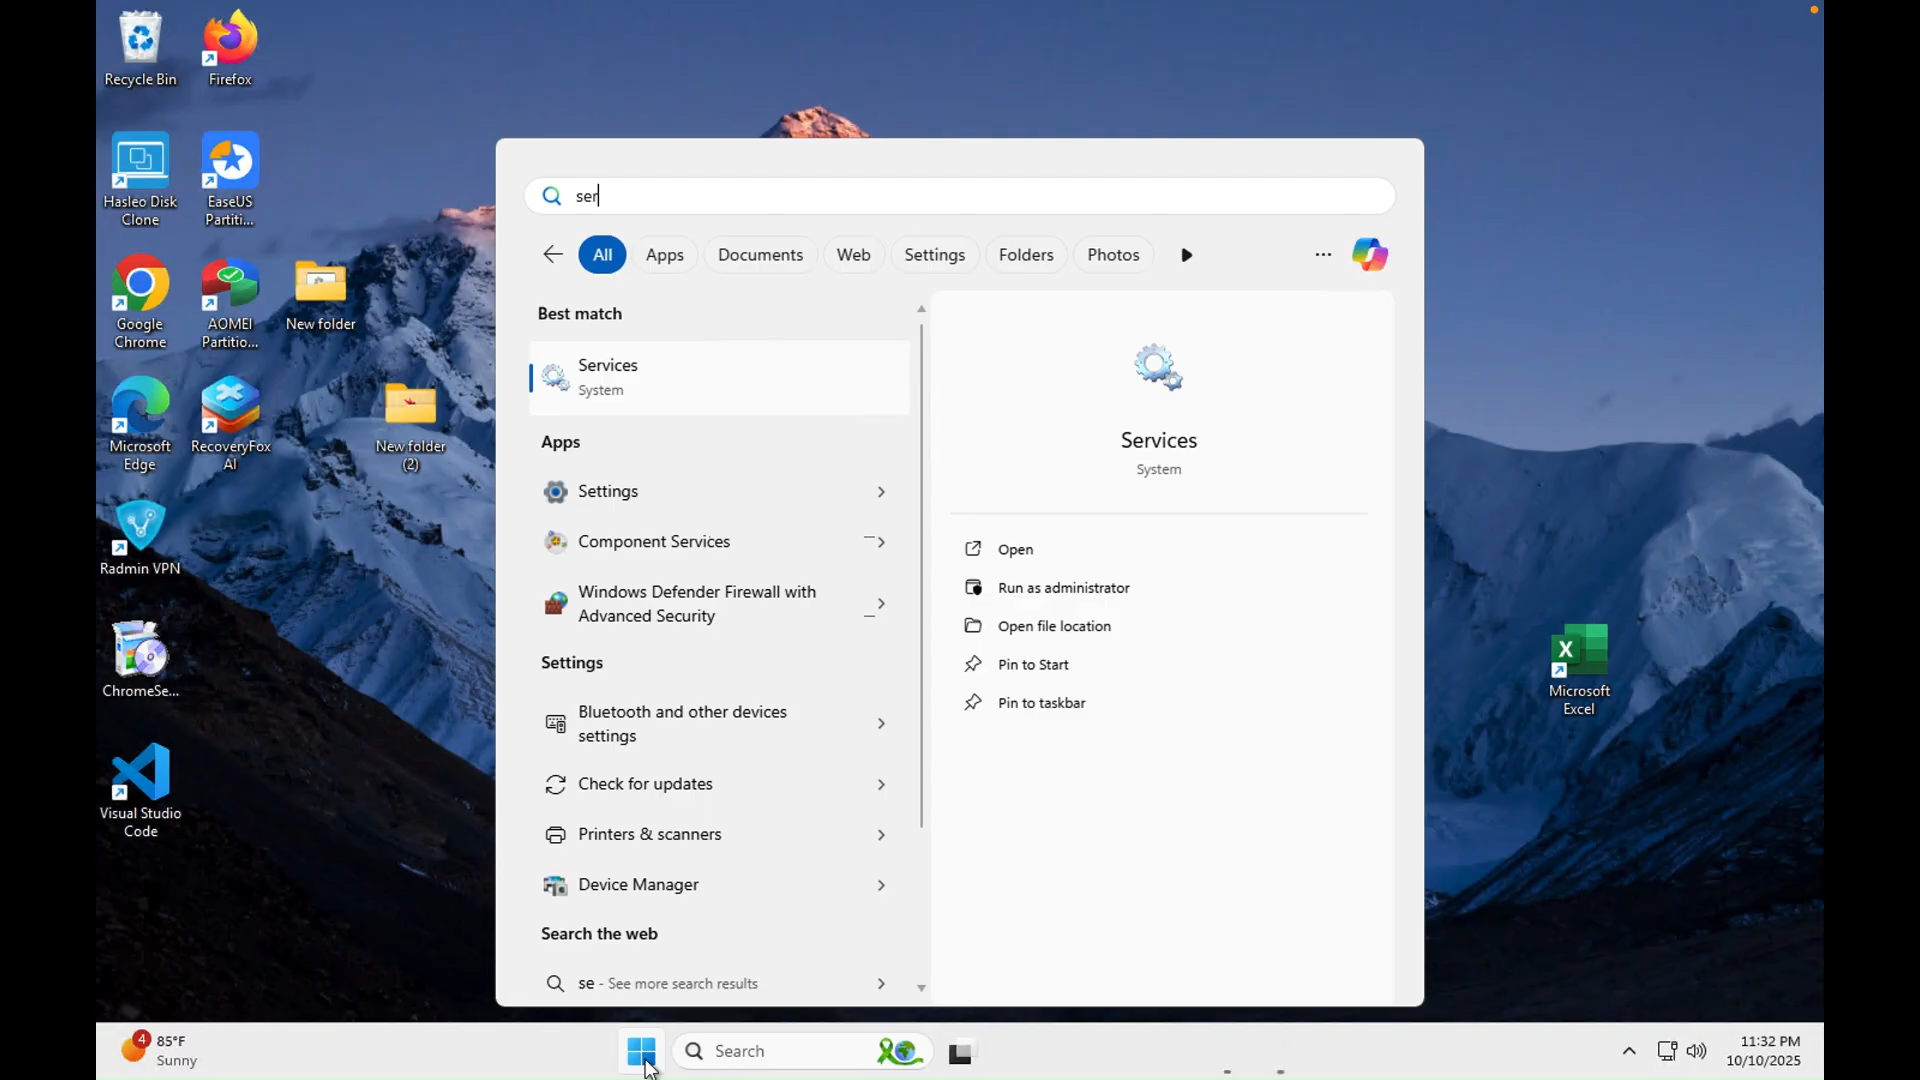 Recycle Bin
Firefox
Hasleo Disk
Clone
EaseUS
Partiti...
Google
Chrome
AOMEI
Partitio...
New folder
Microsoft
Edge
RecoveryFox
AI
New folder
(2)
Radmin VPN
ChromeSe...
Visual Studio
Code
ser
All
Apps
Documents
Web
Settings
Folders
Photos
...
Best match
Services
System
Apps
Settings
Component Services
Windows Defender Firewall with
Advanced Security
Settings
Bluetooth and other devices
settings
Check for updates
Printers & scanners
Device Manager
Search the web
se - See more search results
Services
System
Open
Run as administrator
Open file location
Pin to Start
Pin to taskbar
X
Microsoft
Excel
4
85°F
Sunny
Search
11:32 PM
10/10/2025